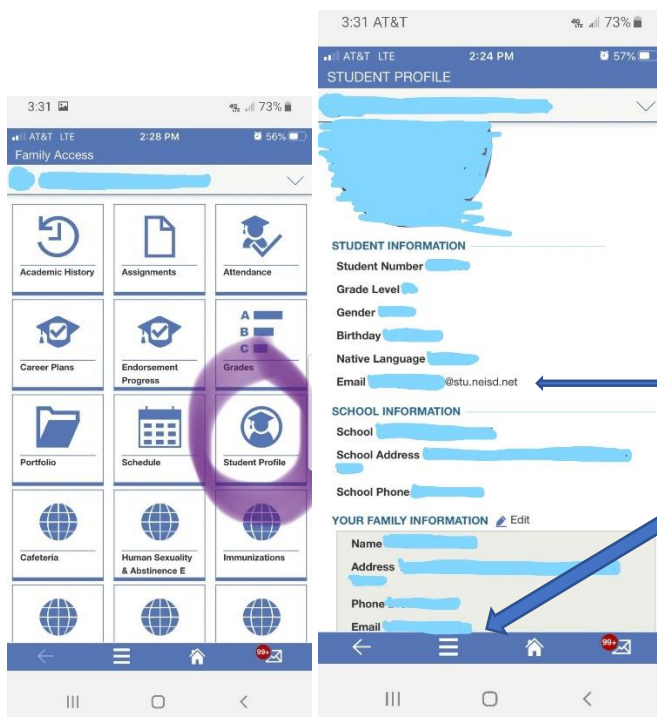 3:31
73%
AT&T LTE
2:28 PM
56%
Family Access
Academic History
Assignments
Attendance
Career Plans
Endorsement
Progress
A
B
C
Grades
Portfolio
Schedule
Student Profile
Cafeteria
Human Sexuality
& Abstinence E
Immunizations
99+
3:31 AT&T
73%
AT&T LTE
2:24 PM
57%
STUDENT PROFILE
STUDENT INFORMATION
Student Number
Grade Level
Gender
Birthday
Native Language
Email @stu.neisd.net
SCHOOL INFORMATION
School
School Address
School Phone
YOUR FAMILY INFORMATION Edit
Name
Address
Phone
Email
99+